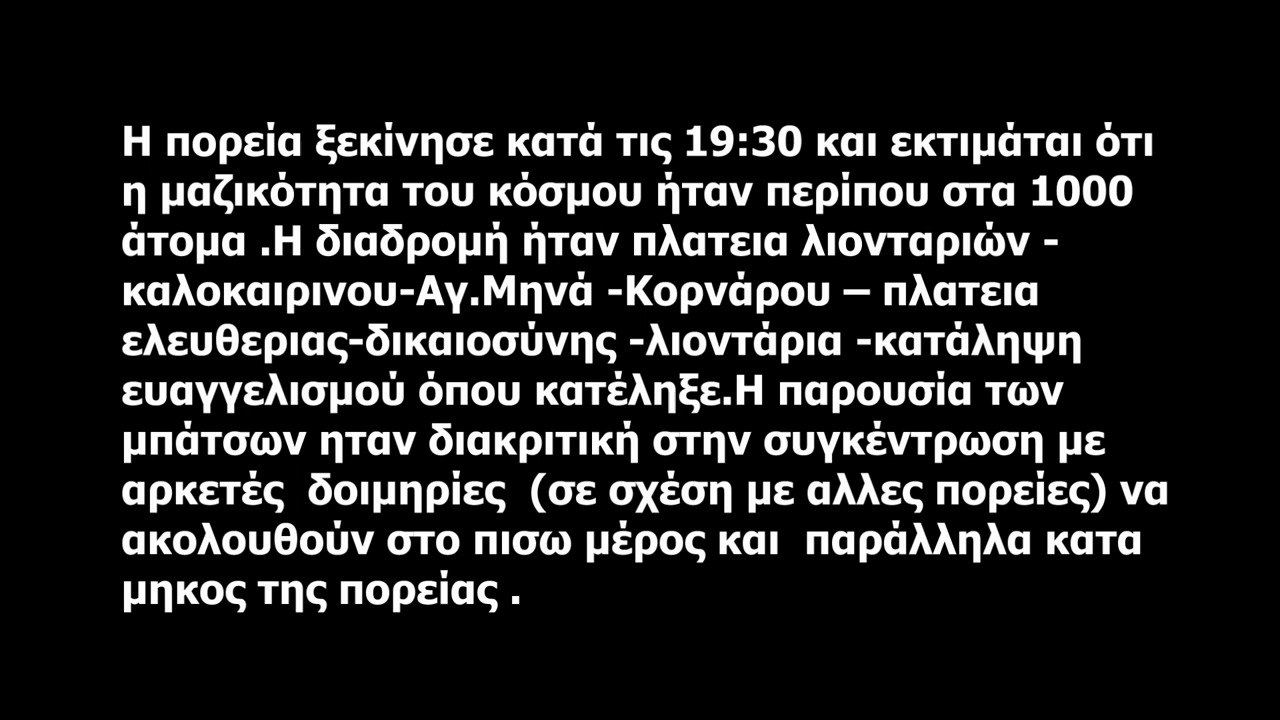 Η πορεία ξεκίνησε κατά τις 19:30 και εκτιμάται ότι
η μαζικότητα του κόσμου ήταν περίπου στα 1000
άτομα .Η διαδρομή ήταν πλατεια λιονταριών -
καλοκαιρινου-Αγ.Μηνά -Κορνάρου – πλατεια
ελευθεριας-δικαιοσύνης -λιοντάρια -κατάληψη
ευαγγελισμού όπου κατέληξε.Η παρουσία των
μπάτσων ηταν διακριτική στην συγκέντρωση με
αρκετές  δοιμηρίες  (σε σχέση με αλλες πορείες) να
ακολουθούν στο πισω μέρος και  παράλληλα κατα
μηκος της πορείας .